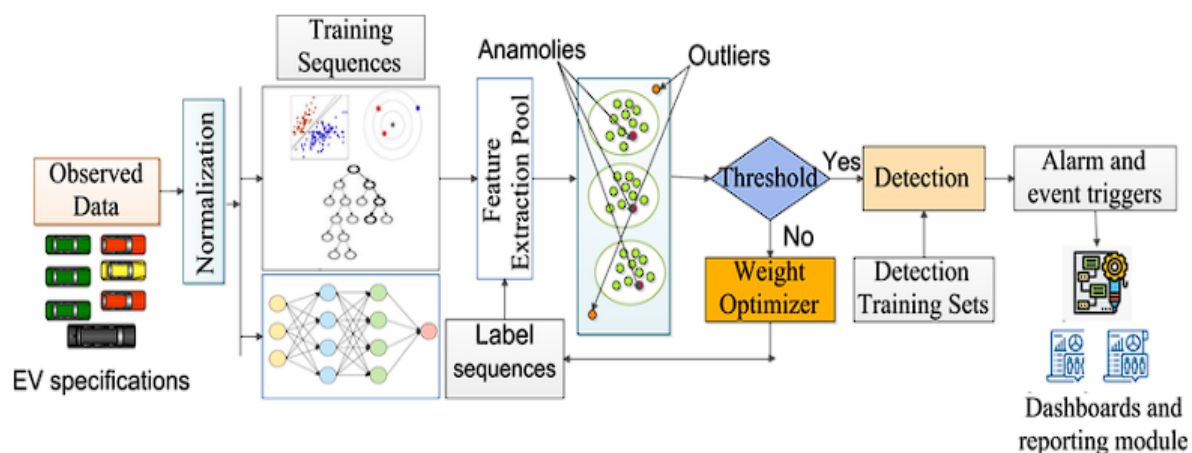 Training
Sequences
Anamolies
Outliers
Observed
Data
Normalization
Feature
Extraction Pool
Threshold
Yes
Detection
Alarm and
event triggers
No
Weight
Optimizer
Detection
Training Sets
Label
sequences
EV specifications
Dashboards and
reporting module